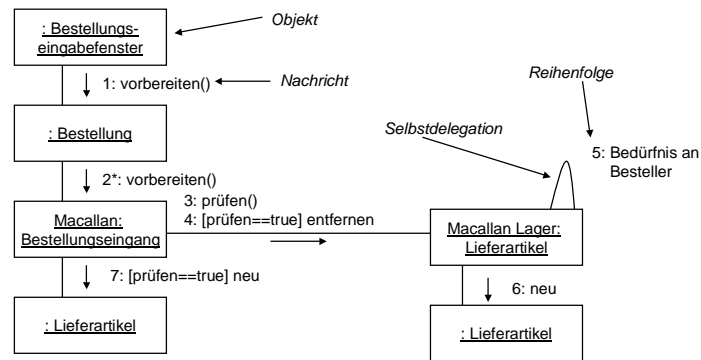 : Bestellungs-
eingabefenster
Objekt
1: vorbereiten()
Nachricht
Reihenfolge
: Bestellung
Selbstdelegation
5: Bedürfnis an
Besteller
2*: vorbereiten()
3: prüfen()
4: [prüfen==true] entfernen
Macallan:
Bestellungseingang
Macallan Lager:
Lieferartikel
7: [prüfen==true] neu
6: neu
: Lieferartikel
: Lieferartikel